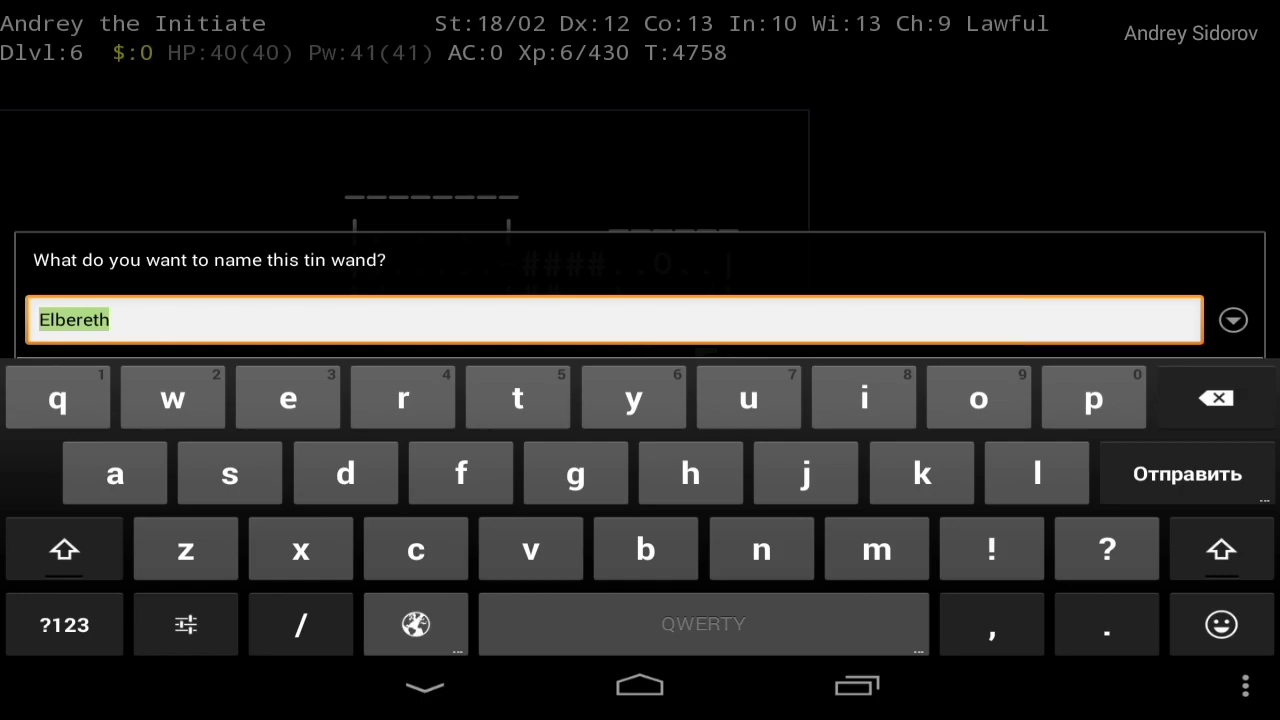 Andrey the Initiate St:18/02 Dx:12 Co:13 In:10 Wi:13 Ch:9 Lawful
Andrey Sidorov
Dlvl:6 $:0 HP:40(40) Pw:41(41) AC:0 Xp:6/430 T:4758
What do you want to name this tin wand?
Elbereth
1 2 3 4 5 6 7 8 9 0
q w e r t y u i o p
a s d f g h j k l Отправить
z x c v b n m ! ?
?123 / QWERTY , .